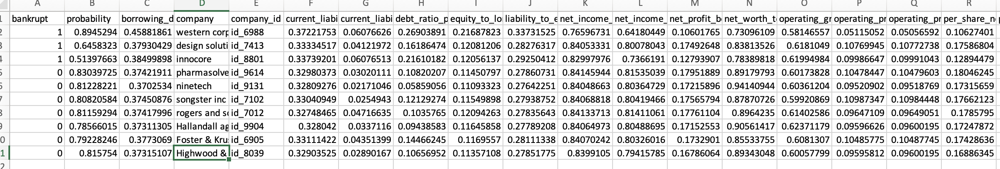 A B C D E F G H I J K L M N O P Q R
1 bankrupt probability borrowing_d company company_id current_liabi current_liabi debt_ratio_p equity_to_lo liability_to_e net_income_ net_income_ net_profit_b net_worth_t operating_gr operating_pr operating_pr per_share_n
2 1 0.8945294 0.45881861 western corp id_6988 0.37221753 0.06076626 0.26903891 0.21687823 0.33731525 0.76596731 0.64180449 0.10601765 0.73096109 0.58146557 0.05115052 0.05056592 0.10627401
3 1 0.6458323 0.37930429 design soluti id_7413 0.33334517 0.04121972 0.16186474 0.12081206 0.28276317 0.84053331 0.80078043 0.17492648 0.83813526 0.6181049 0.10769945 0.10772738 0.17586804
4 1 0.51397663 0.38499898 innocore id_8801 0.33739201 0.06076513 0.21610182 0.12056137 0.29250412 0.82997976 0.7366191 0.12793907 0.78389818 0.61994984 0.09986647 0.09991043 0.12894479
5 0 0.83039725 0.37421911 pharmasolve id_9614 0.32980373 0.03020111 0.10820207 0.11450797 0.27860731 0.84145944 0.81535039 0.17951889 0.89179793 0.60173828 0.10478447 0.10479603 0.18046245
6 0 0.81228221 0.3702534 ninetech id_9131 0.32809276 0.02171046 0.05859056 0.11093323 0.27642251 0.84048663 0.80364729 0.17215896 0.94140944 0.60361204 0.09520902 0.09518769 0.17315659
7 0 0.80820584 0.37450876 songster inc id_7102 0.33040949 0.0254943 0.12129274 0.11549898 0.27938752 0.84068818 0.80419466 0.17565794 0.87870726 0.59920869 0.10987347 0.10984448 0.17662123
8 0 0.81159294 0.37417996 rogers and so id_7012 0.32748465 0.04716635 0.1035765 0.12094263 0.27835643 0.84133713 0.81411061 0.17761104 0.8964235 0.61402586 0.09647109 0.09649051 0.1785795
9 0 0.78566015 0.37311305 Hallandall ag id_9904 0.328042 0.0337116 0.09438583 0.11645858 0.27789208 0.84064973 0.80488695 0.17152553 0.90561417 0.62371179 0.09596626 0.09600195 0.17247872
0 0 0.79228246 0.3773069 Foster & Kru id_6905 0.33111422 0.04351399 0.14466245 0.1169557 0.28111338 0.84070242 0.80326016 0.1732901 0.85533755 0.6081307 0.10485775 0.10487745 0.17428636
1 0 0.815754 0.37315107 Highwood & id_8039 0.32903525 0.02890167 0.10656952 0.11357108 0.27851775 0.8399105 0.79415785 0.16786064 0.89343048 0.60057799 0.09595812 0.09600195 0.16886345
2